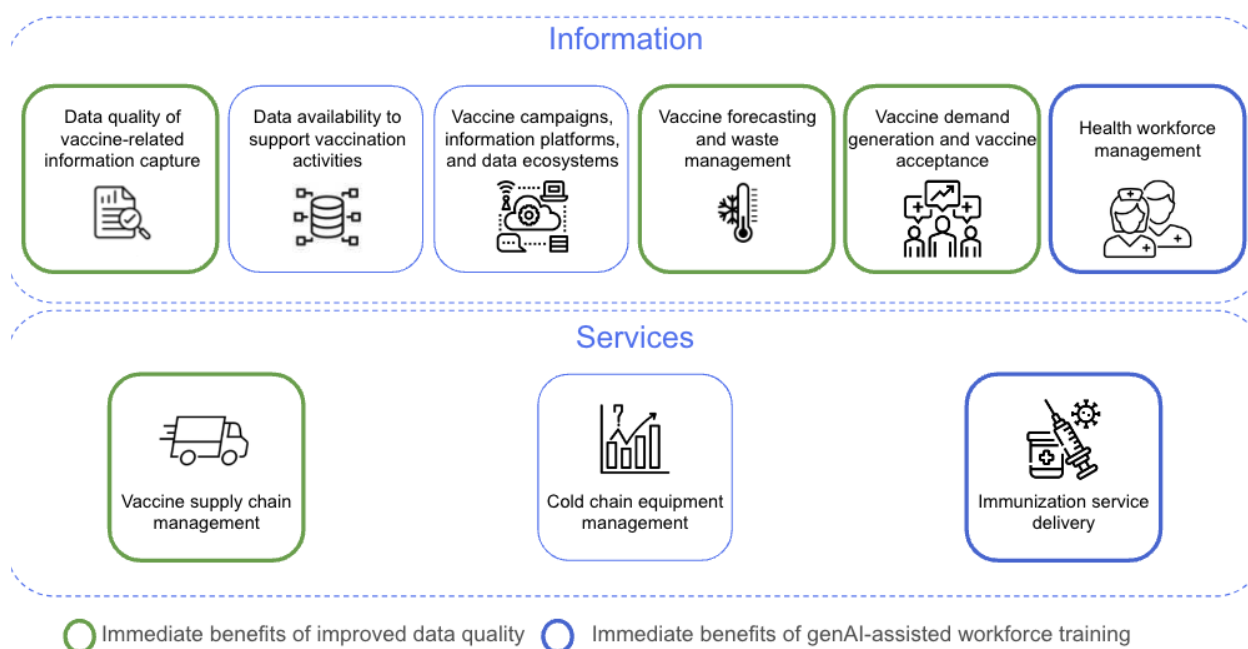 Information
Data quality of
vaccine-related
information capture
Data availability to
support vaccination
activities
Vaccine campaigns,
information platforms,
and data ecosystems
Vaccine forecasting
and waste
management
Vaccine demand
generation and vaccine
acceptance
Health workforce
management
Services
Vaccine supply chain
management
?
Cold chain equipment
management
Immunization service
delivery
Immediate benefits of improved data quality
Immediate benefits of genAI-assisted workforce training